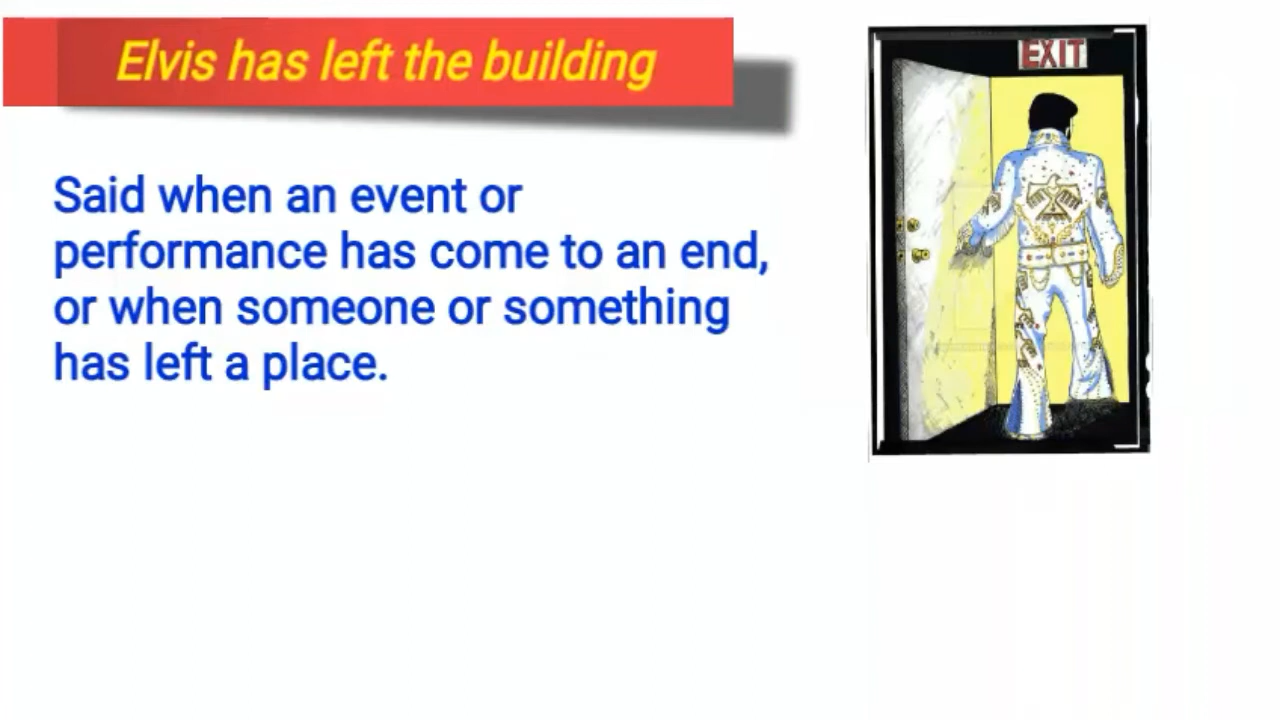 Elvis has left the building
EXIT
Said when an event or
performance has come to an end,
or when someone or something
has left a place.